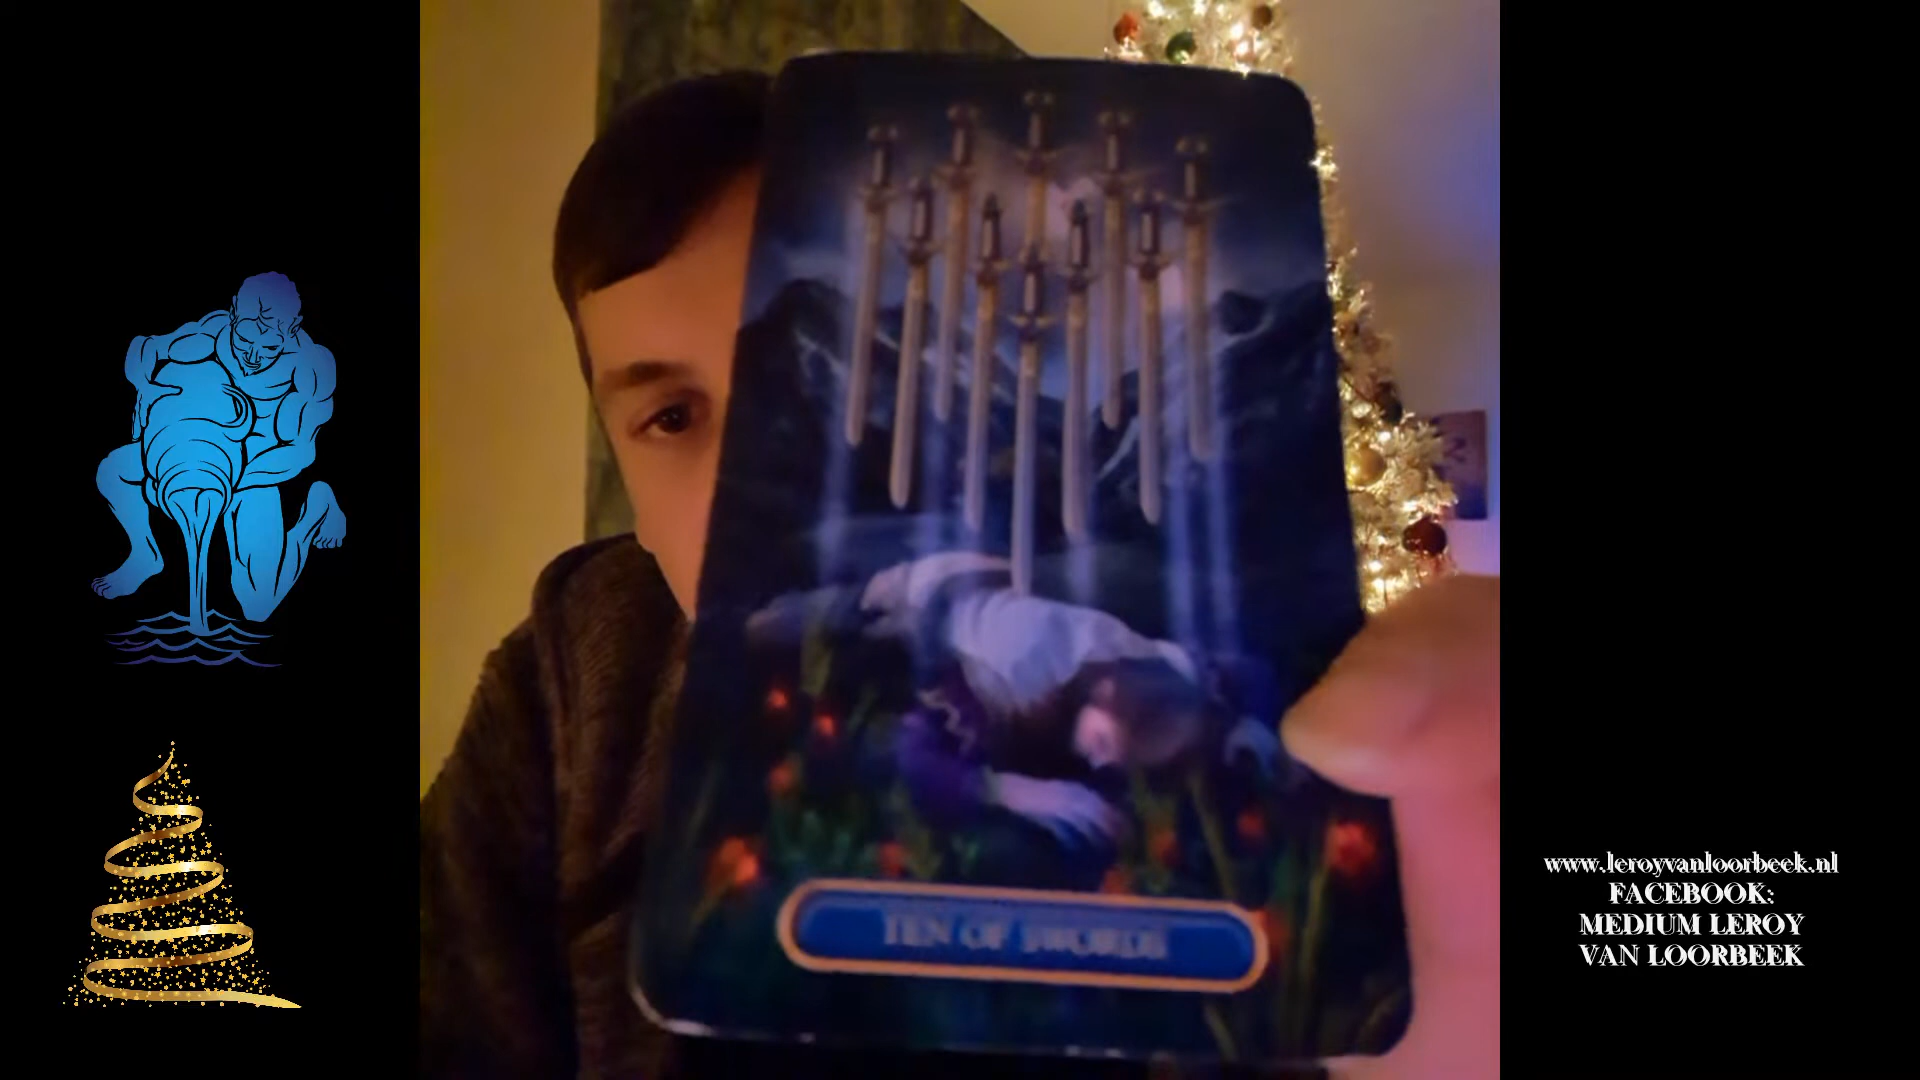 TEN OF SWORDS
www.leroyvanloorbeek.nl
FACEBOOK:
MEDIUM LEROY
VAN LOORBEEK